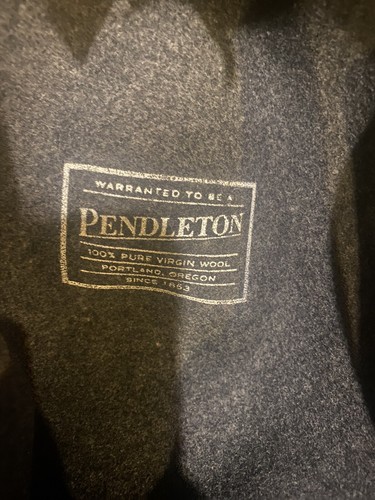 WARRANTED TO BE A
PENDLETON
100% PURE VIRGIN WOOL
PORTLAND, OREGON
SINCE 1863